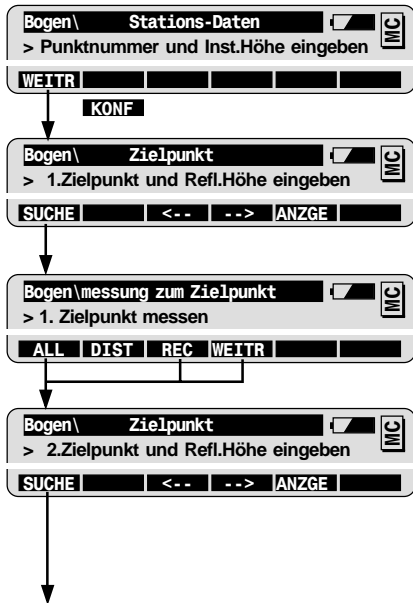 Bogen\ Stations-Daten MC
> Punktnummer und Inst.Höhe eingeben
WEITR
KONF
Bogen\ Zielpunkt MC
> 1.Zielpunkt und Refl.Höhe eingeben
SUCHE <-- --> ANZGE
Bogen\messung zum Zielpunkt MC
> 1. Zielpunkt messen
ALL DIST REC WEITR
Bogen\ Zielpunkt MC
> 2.Zielpunkt und Refl.Höhe eingeben
SUCHE <-- --> ANZGE